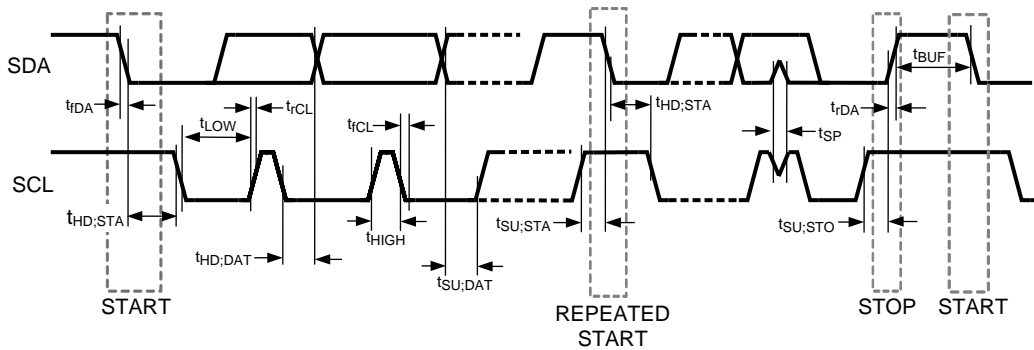 SDA
tfDA
tLOW
trCL
tfCL
tHD;STA
tSP
trDA
tBUF
SCL
tHD;STA
tHD;DAT
tHIGH
tSU;DAT
tSU;STA
tSU;STO
START
REPEATED
START
STOP
START